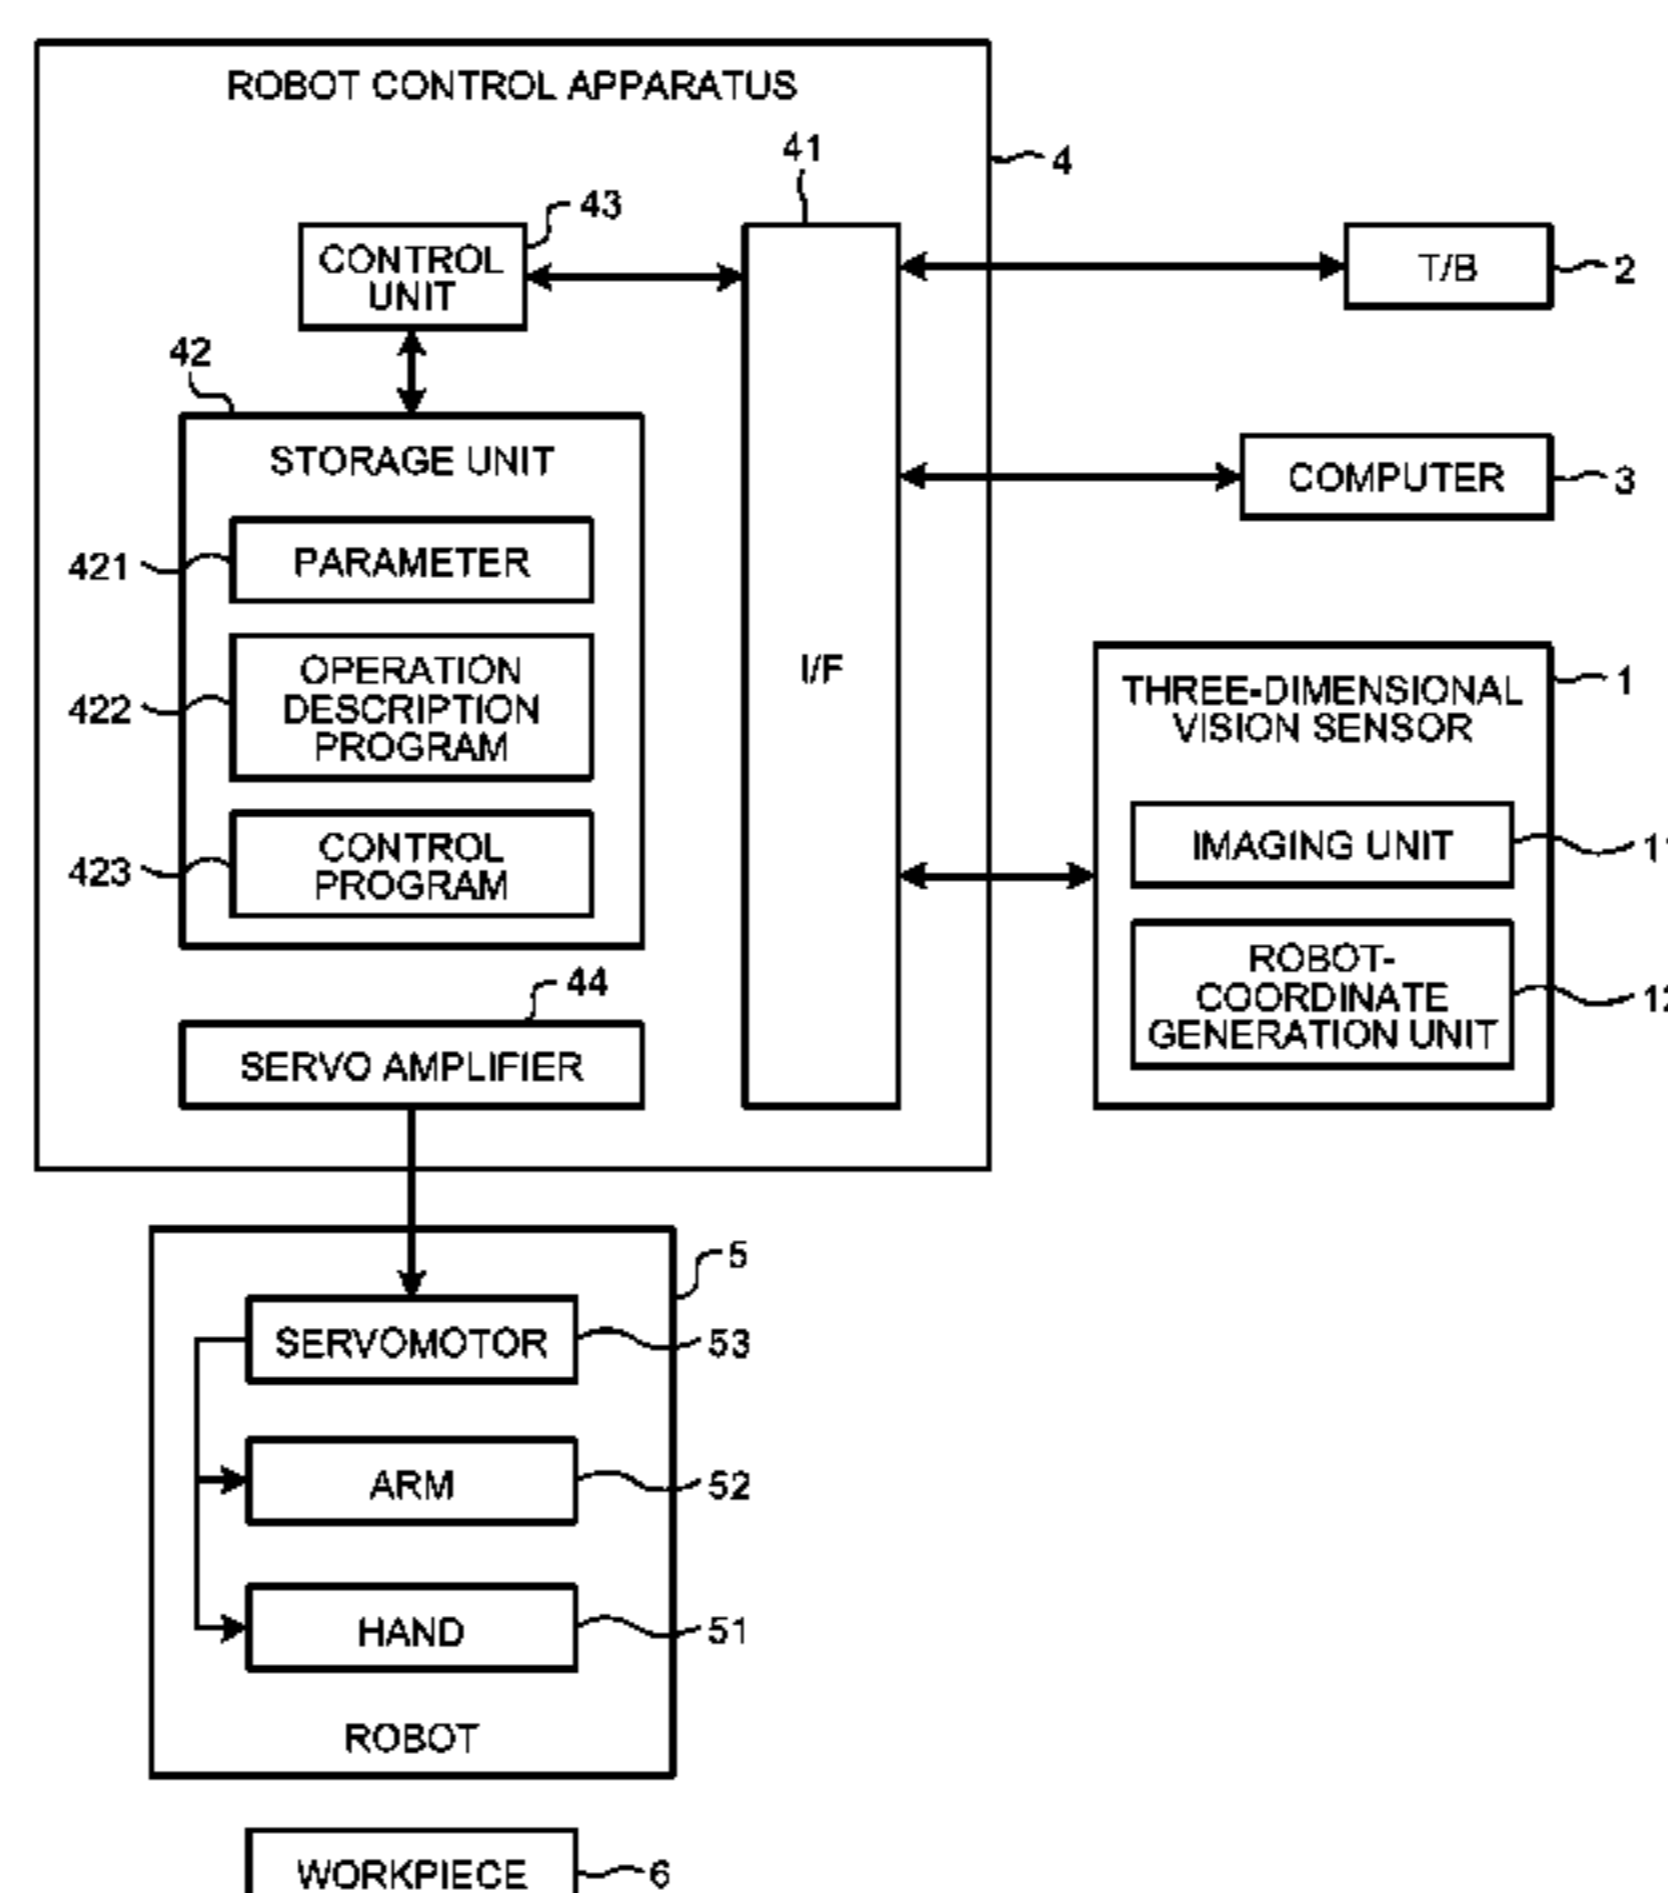 ROBOT CONTROL APPARATUS
4
41
43
CONTROL
UNIT
T/B
2
42
STORAGE UNIT
COMPUTER
3
421
PARAMETER
422
OPERATION
DESCRIPTION
PROGRAM
I/F
1
THREE-DIMENSIONAL
VISION SENSOR
423
CONTROL
PROGRAM
IMAGING UNIT
11
ROBOT-
COORDINATE
GENERATION UNIT
12
44
SERVO AMPLIFIER
5
SERVOMOTOR
53
ARM
52
HAND
51
ROBOT
WORKPIECE
6